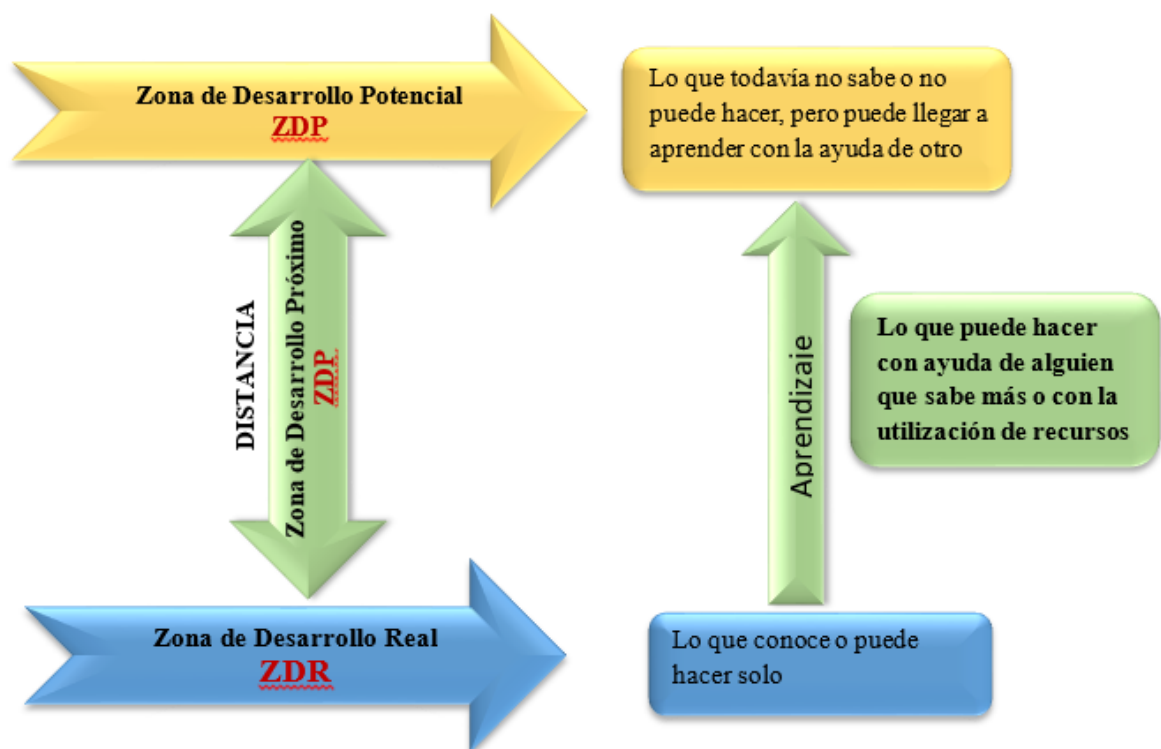 Zona de Desarrollo Potencial
ZDP
Lo que todavía no sabe o no
puede hacer, pero puede llegar a
aprender con la ayuda de otro
DISTANCIA
Zona de Desarrollo Próximo
ZDP
Aprendizaje
Lo que puede hacer
con ayuda de alguien
que sabe más o con la
utilización de recursos
Zona de Desarrollo Real
ZDR
Lo que conoce o puede
hacer solo